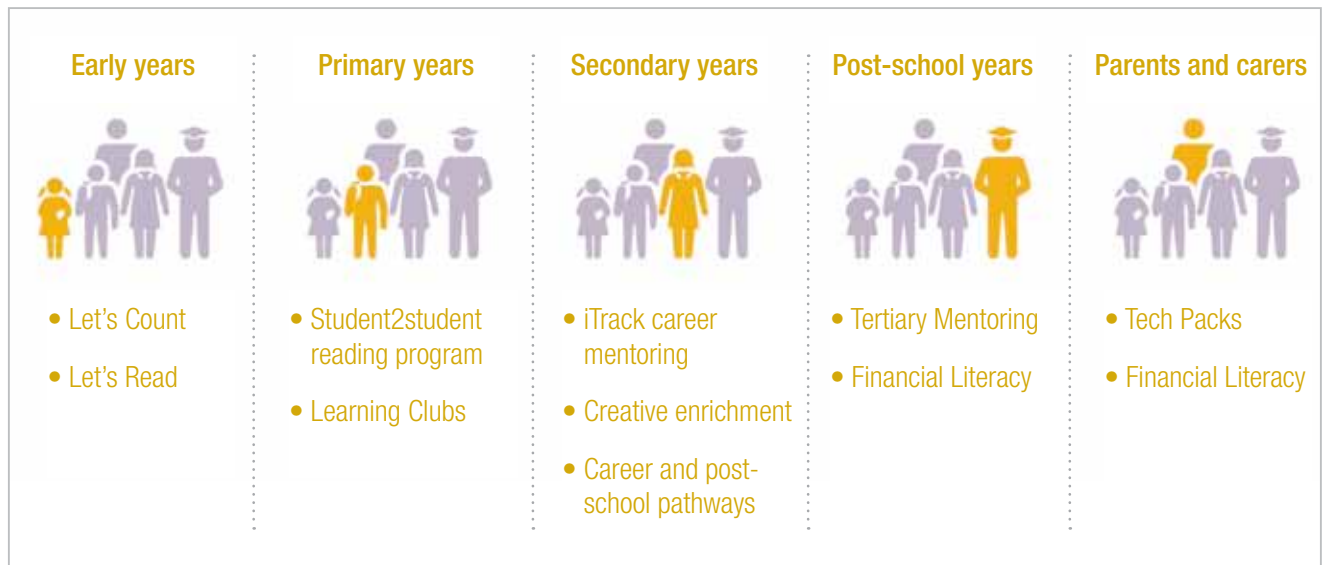 Early years
• Let's Count
• Let's Read
Primary years
• Student2student
reading program
• Learning Clubs
Secondary years
• iTrack career
mentoring
• Creative enrichment
• Career and post-
school pathways
Post-school years
• Tertiary Mentoring
• Financial Literacy
Parents and carers
• Tech Packs
• Financial Literacy